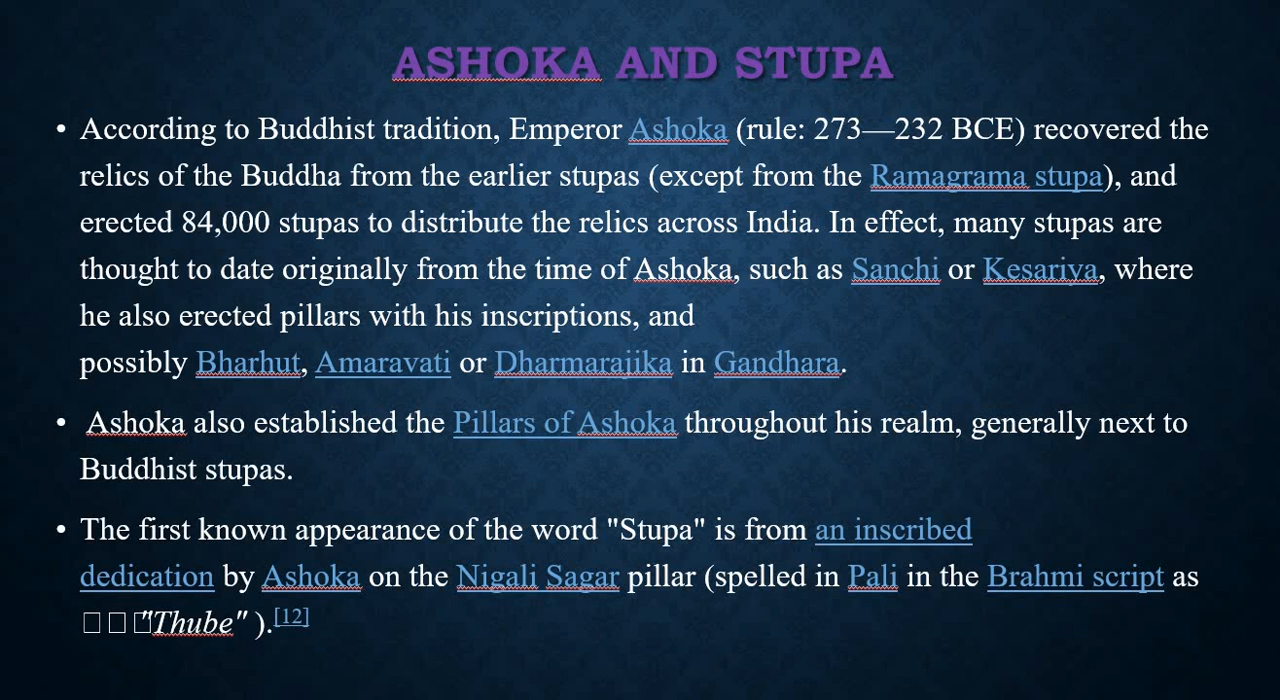 ASHOKA AND STUPA
• According to Buddhist tradition, Emperor Ashoka (rule: 273—232 BCE) recovered the
relics of the Buddha from the earlier stupas (except from the Ramagrama stupa), and
erected 84,000 stupas to distribute the relics across India. In effect, many stupas are
thought to date originally from the time of Ashoka, such as Sanchi or Kesariya, where
he also erected pillars with his inscriptions, and
possibly Bharhut, Amaravati or Dharmarajika in Gandhara.
• Ashoka also established the Pillars of Ashoka throughout his realm, generally next to
Buddhist stupas.
• The first known appearance of the word "Stupa" is from an inscribed
dedication by Ashoka on the Nigali Sagar pillar (spelled in Pali in the Brahmi script as
□□□"Thube" ).[12]